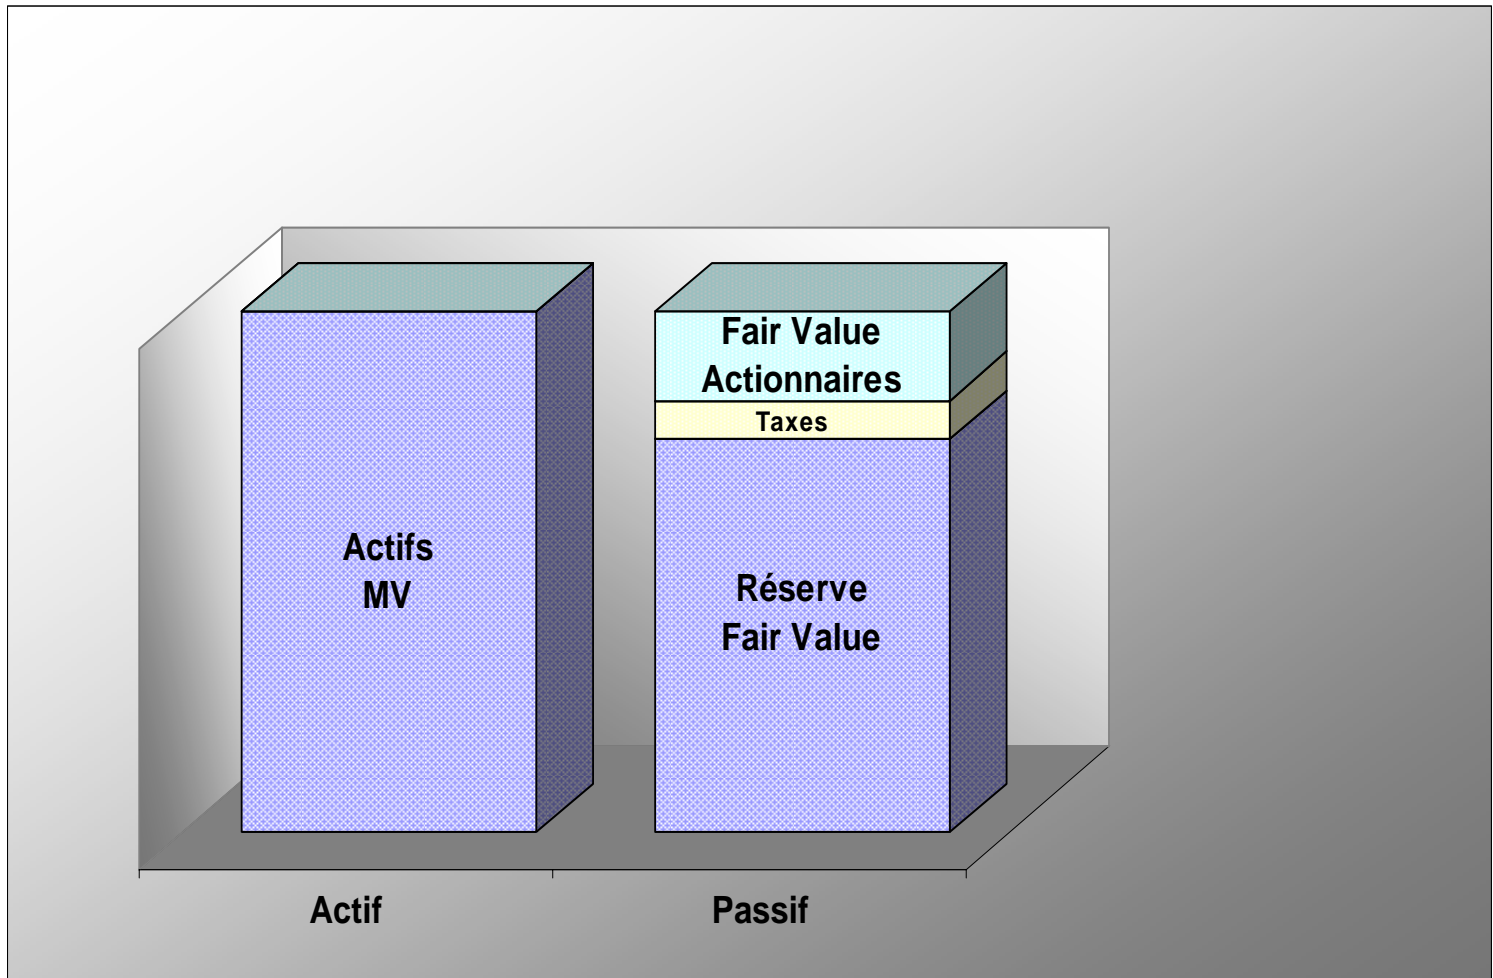 Fair Value
Actionnaires
Taxes
Actifs
MV
Réserve
Fair Value
Actif
Passif